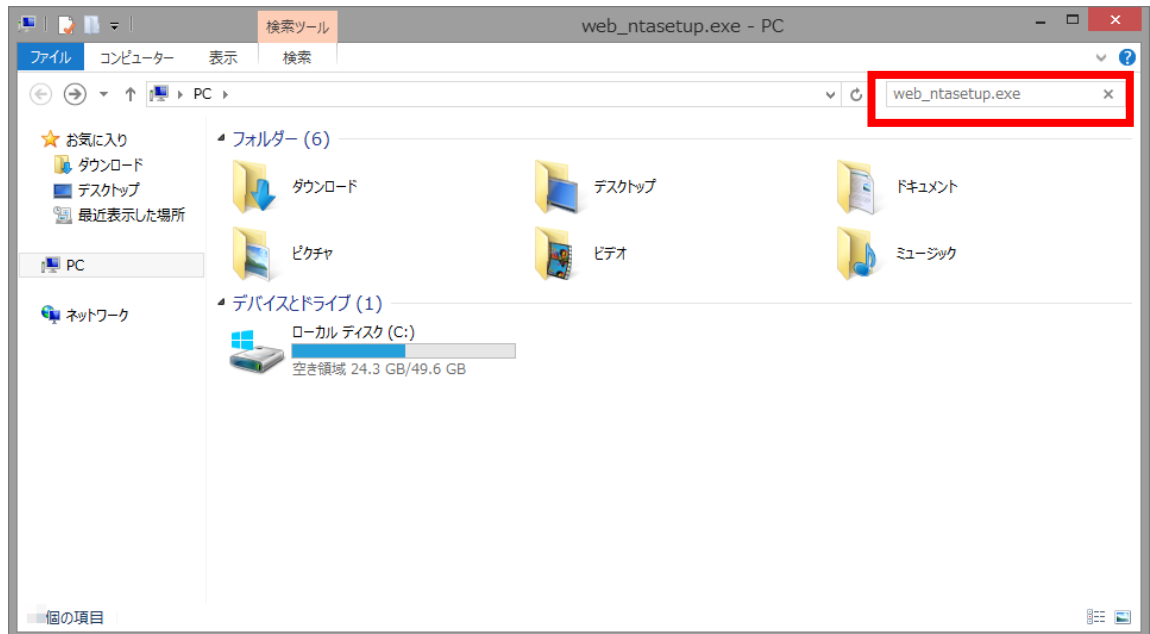 検索ツール
web_ntasetup.exe - PC
ファイル コンピューター 表示 検索
PC
web_ntasetup.exe
お気に入り
ダウンロード
デスクトップ
最近表示した場所
PC
ネットワーク
フォルダー (6)
ダウンロード デスクトップ ドキュメント
ピクチャ ビデオ ミュージック
デバイスとドライブ (1)
ローカル ディスク (C:)
空き領域 24.3 GB/49.6 GB
個の項目